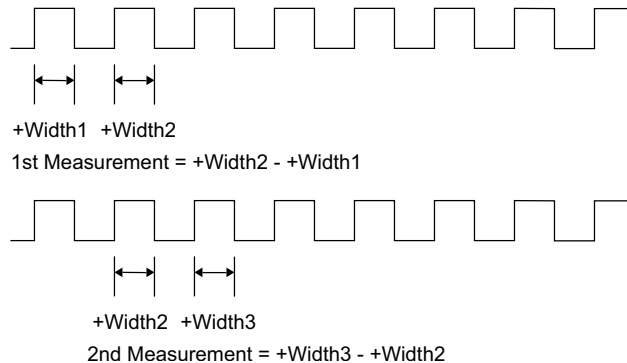 +Width1 +Width2
1st Measurement = +Width2 - +Width1
+Width2 +Width3
2nd Measurement = +Width3 - +Width2